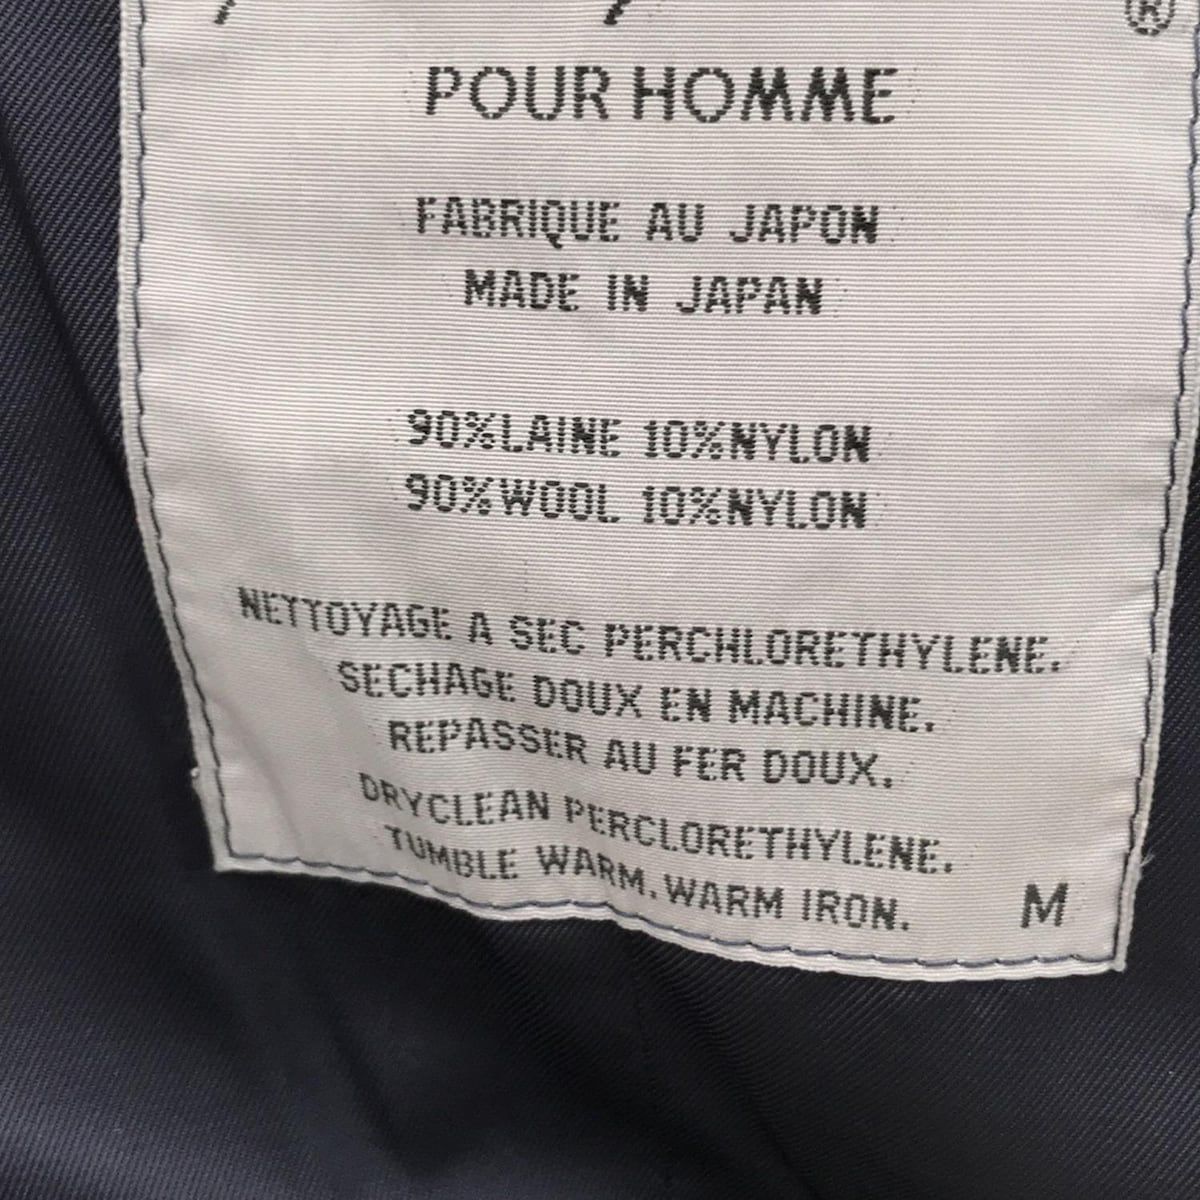 ®
POUR HOMME
FABRIQUE AU JAPON
MADE IN JAPAN
90%LAINE 10%NYLON
90%WOOL 10%NYLON
NETTOYAGE A SEC PERCHLORETHYLENE.
SECHAGE DOUX EN MACHINE.
REPASSER AU FER DOUX.
DRYCLEAN PERCLORETHYLENE.
TUMBLE WARM. WARM IRON.
M